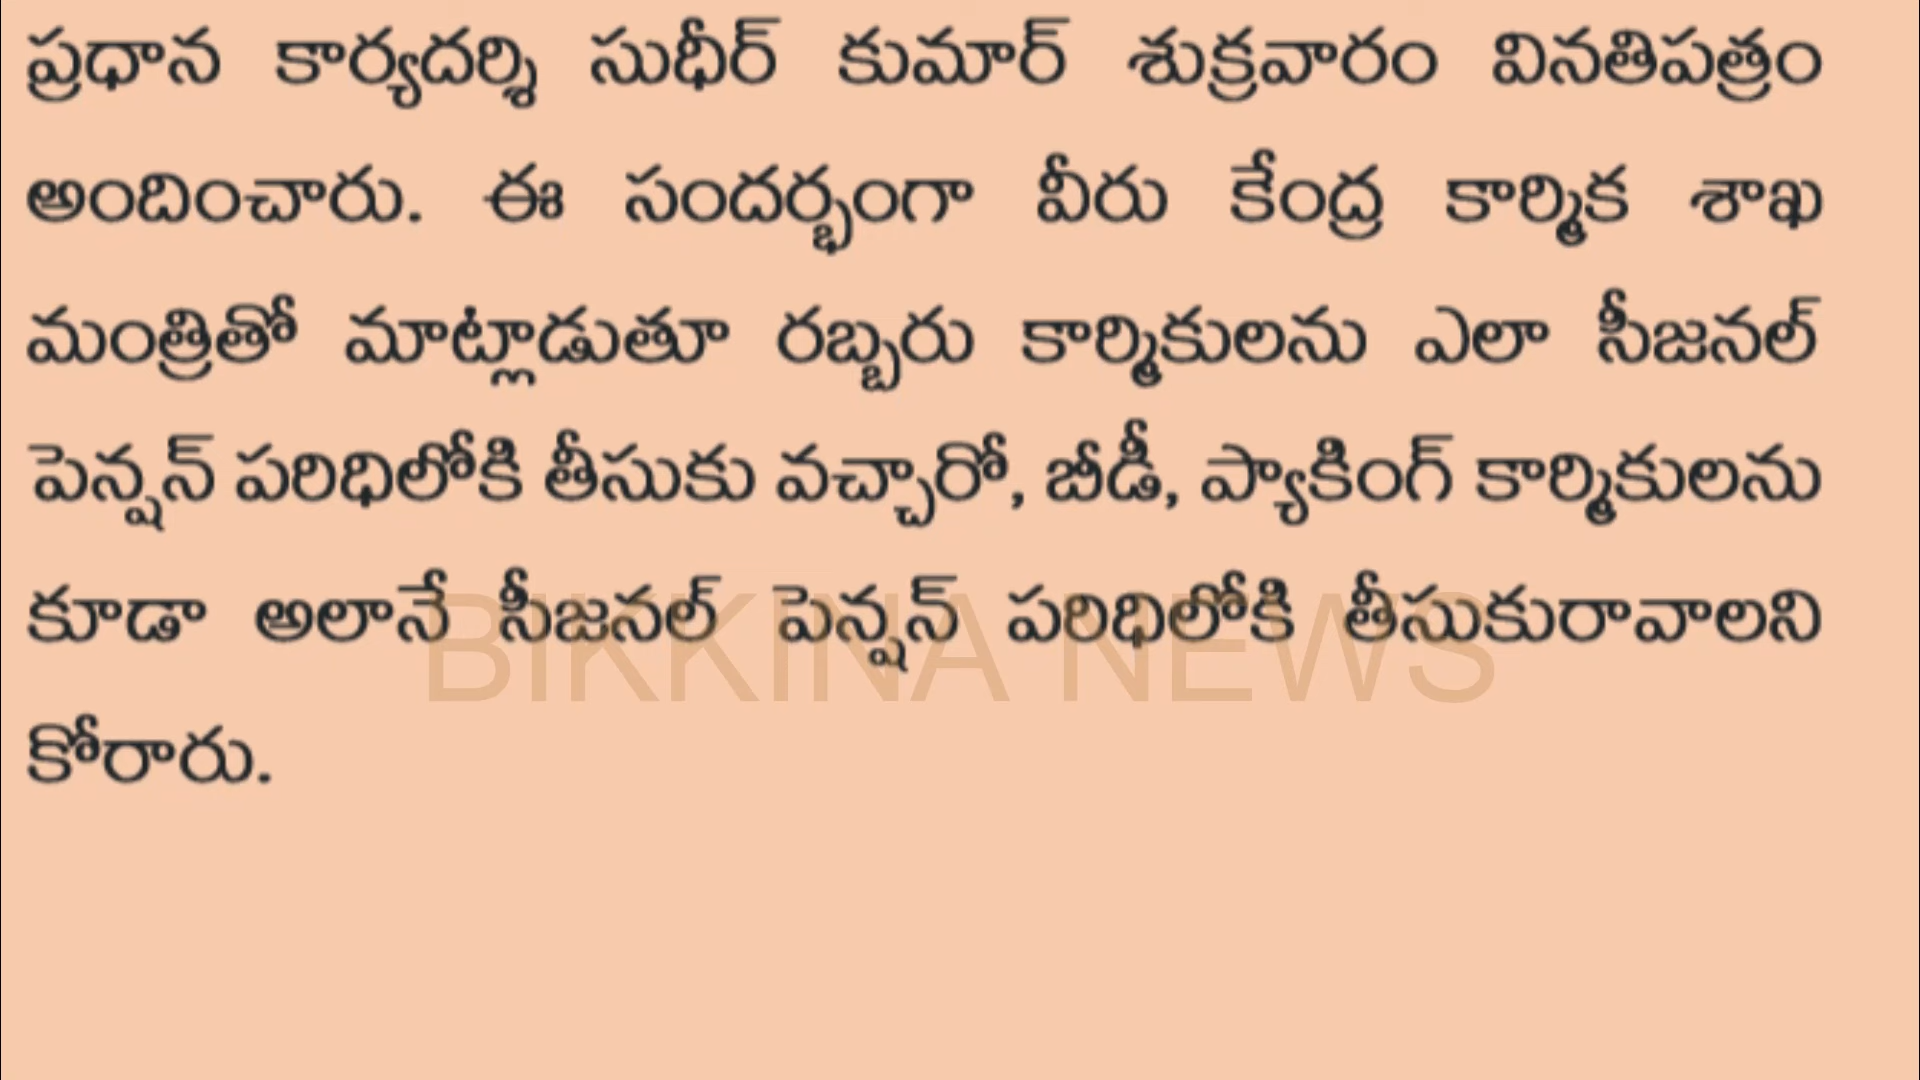 ప్రధాన కార్యదర్శి సుధీర్ కుమార్ శుక్రవారం వినతిపత్రం
అందించారు. ఈ సందర్భంగా వీరు కేంద్ర కార్మిక శాఖ
మంత్రితో మాట్లాడుతూ రబ్బరు కార్మికులను ఎలా సీజనల్
పెన్షన్ పరిధిలోకి తీసుకు వచ్చారో, బీడీ, ప్యాకింగ్ కార్మికులను
కూడా అలానే సీజనల్ పెన్షన్ పరిధిలోకి తీసుకురావాలని
కోరారు.
BIKKINA NEWS